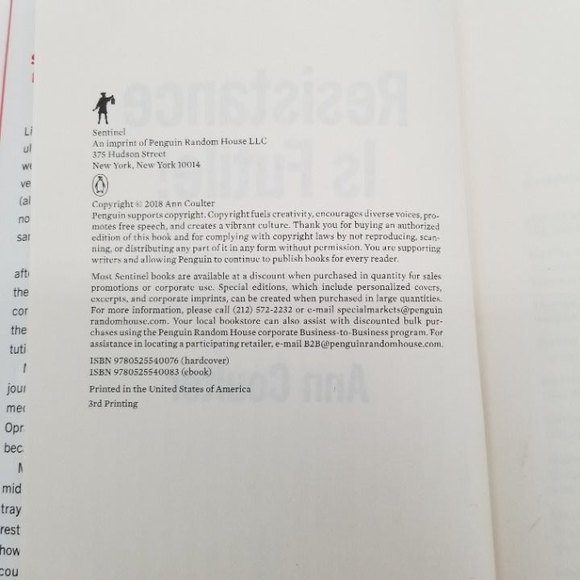 Sentinel
An imprint of Penguin Random House LLC
375 Hudson Street
New York, New York 10014
Copyright © 2018 Ann Coulter
Penguin supports copyright. Copyright fuels creativity, encourages diverse voices, pro-
motes free speech, and creates a vibrant culture. Thank you for buying an authorized
edition of this book and for complying with copyright laws by not reproducing, scan-
ning, or distributing any part of it in any form without permission. You are supporting
writers and allowing Penguin to continue to publish books for every reader.
Most Sentinel books are available at a discount when purchased in quantity for sales
promotions or corporate use. Special editions, which include personalized covers,
excerpts, and corporate imprints, can be created when purchased in large quantities.
For more information, please call (212) 572-2232 or e-mail specialmarkets@penguin
randomhouse.com. Your local bookstore can also assist with discounted bulk pur-
chases using the Penguin Random House corporate Business-to-Business program. For
assistance in locating a participating retailer, e-mail B2B@penguinrandomhouse.com.
ISBN 9780525540076 (hardcover)
ISBN 9780525540083 (ebook)
Printed in the United States of America
3rd Printing
Resistance
Is Futile!
Ann Coulter